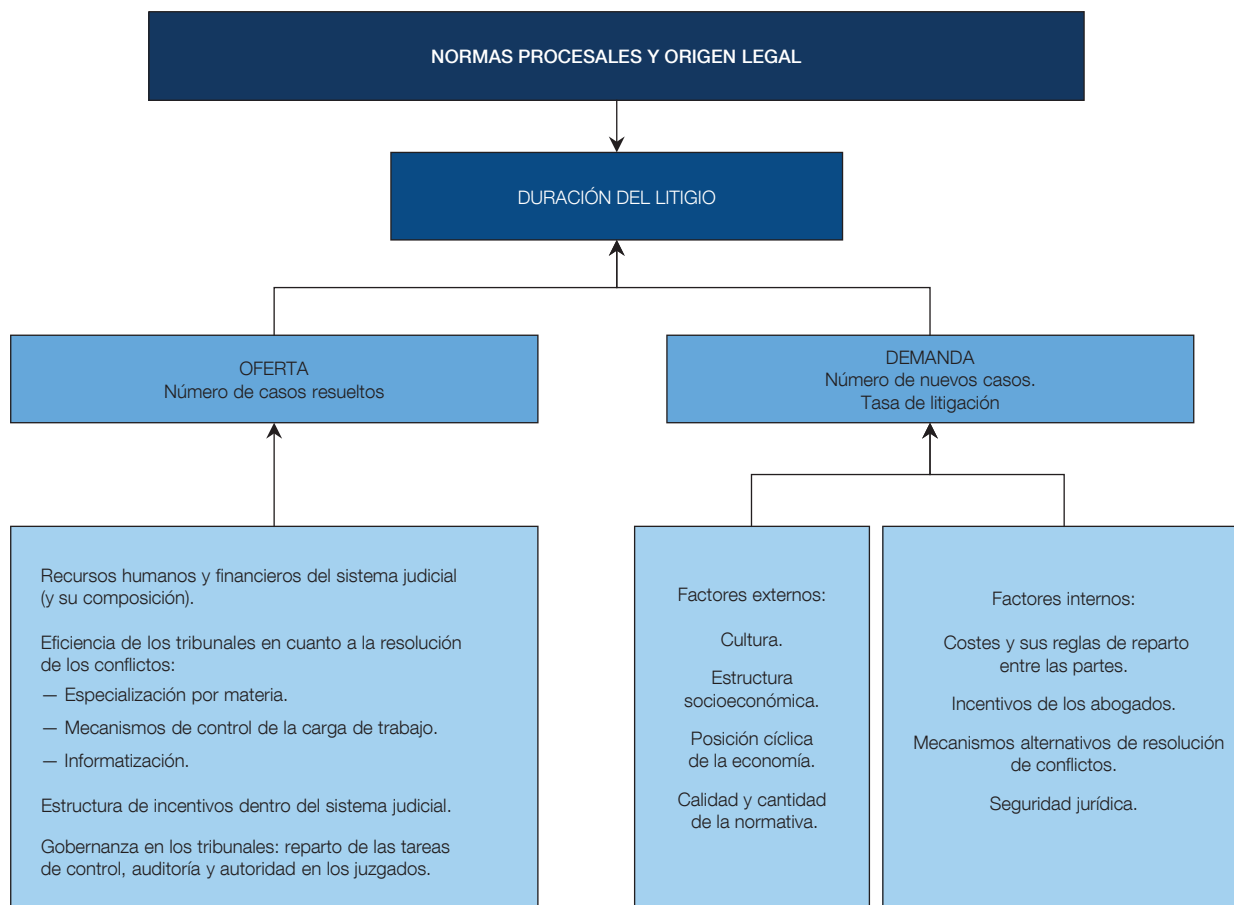 NORMAS PROCESALES Y ORIGEN LEGAL
DURACIÓN DEL LITIGIO
OFERTA
Número de casos resueltos
DEMANDA
Número de nuevos casos.
Tasa de litigación
Recursos humanos y financieros del sistema judicial
(y su composición).
Eficiencia de los tribunales en cuanto a la resolución
de los conflictos:
— Especialización por materia.
— Mecanismos de control de la carga de trabajo.
— Informatización.
Estructura de incentivos dentro del sistema judicial.
Gobernanza en los tribunales: reparto de las tareas
de control, auditoría y autoridad en los juzgados.
Factores externos:
Cultura.
Estructura
socioeconómica.
Posición cíclica
de la economía.
Calidad y cantidad
de la normativa.
Factores internos:
Costes y sus reglas de reparto
entre las partes.
Incentivos de los abogados.
Mecanismos alternativos de resolución
de conflictos.
Seguridad jurídica.